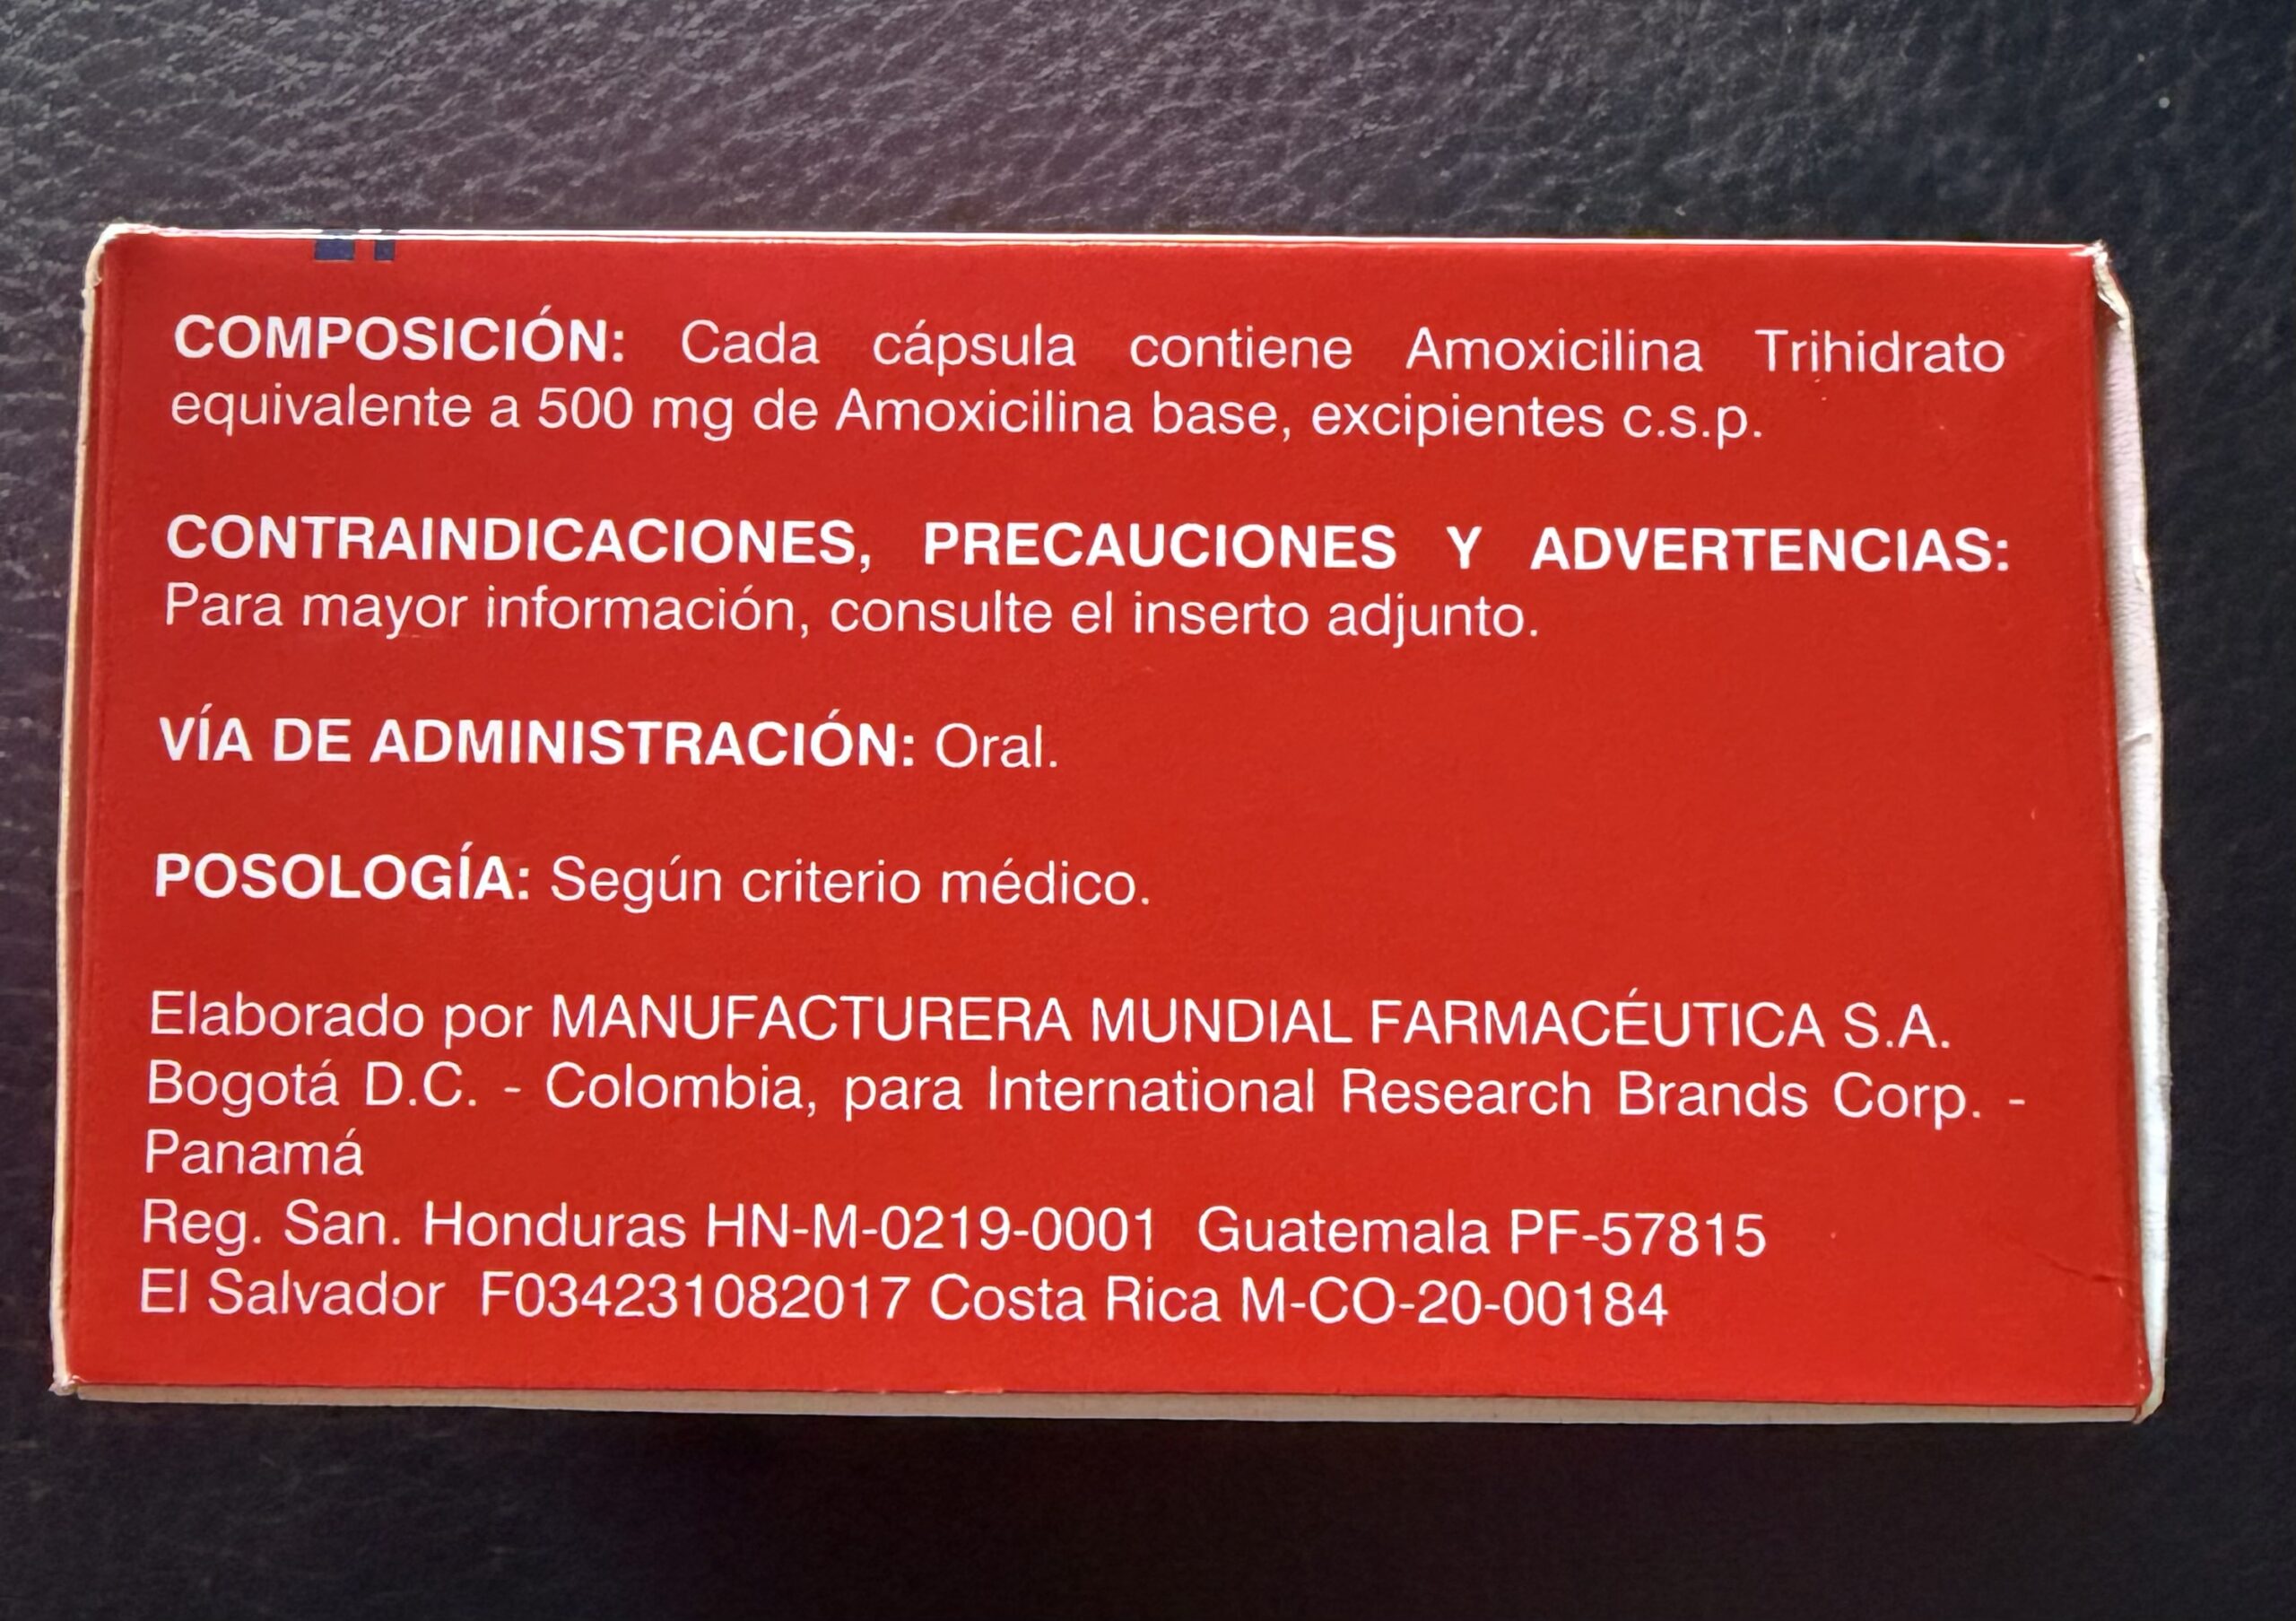 COMPOSICIÓN: Cada cápsula contiene Amoxicilina Trihidrato
equivalente a 500 mg de Amoxicilina base, excipientes c.s.p.
CONTRAINDICACIONES, PRECAUCIONES Y ADVERTENCIAS:
Para mayor información, consulte el inserto adjunto.
VÍA DE ADMINISTRACIÓN: Oral.
POSOLOGÍA: Según criterio médico.
Elaborado por MANUFACTURERA MUNDIAL FARMACÉUTICA S.A.
Bogotá D.C. - Colombia, para International Research Brands Corp. -
Panamá
Reg. San. Honduras HN-M-0219-0001 Guatemala PF-57815
El Salvador F034231082017 Costa Rica M-CO-20-00184